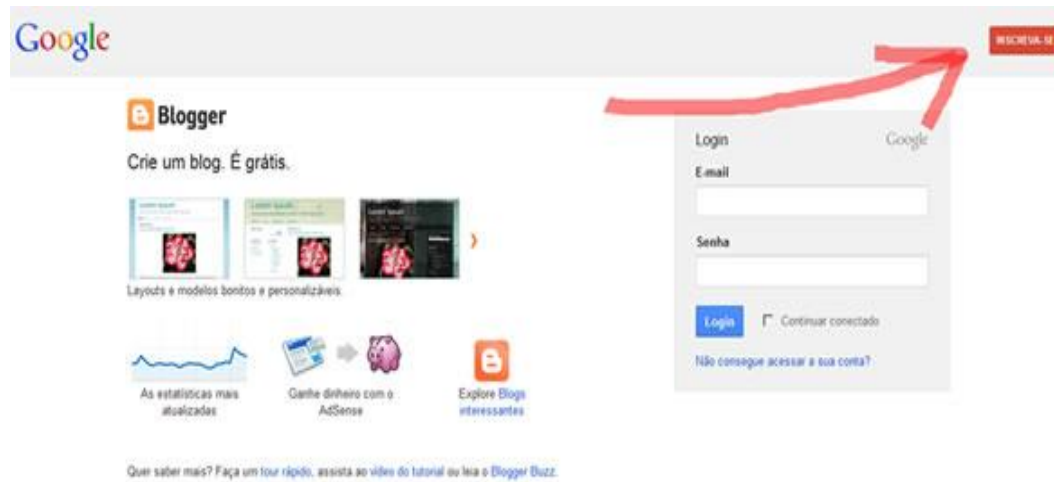 Google
INSCREVA-SE
Blogger
Crie um blog. É grátis.
Layouts e modelos bonitos e personalizáveis.
As estatísticas mais
atualizadas
Ganhe dinheiro com o
AdSense
Explore Blogs
interessantes
Quer saber mais? Faça um tour rápido, assista ao vídeo do tutorial ou leia o Blogger Buzz.
Login
Google
E-mail
Senha
Login
Continuar conectado
Não consegue acessar a sua conta?